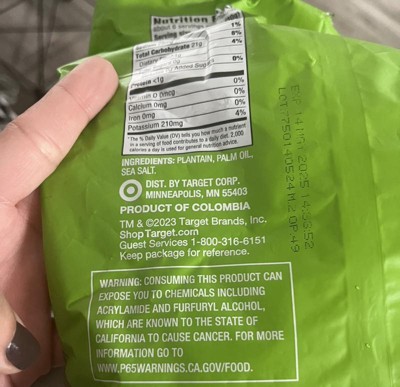 Nutrition
1%
6%
Total Carbohydrate 21g
4%
0%
Protein <1g
Vitamin D 0mcg 0%
Calcium 0mg 0%
Iron 0mg 0%
Potassium 210mg 4%
*The % Daily Value (DV) tells you how much a nutrient
in a serving of food contributes to a daily diet. 2,000
calories a day is used for general nutrition advice.
INGREDIENTS: PLANTAIN, PALM OIL,
SEA SALT.
DIST. BY TARGET CORP.
MINNEAPOLIS, MN 55403
PRODUCT OF COLOMBIA
TM & ©2023 Target Brands, Inc.
ShopTarget.com
Guest Services 1-800-316-6151
Keep package for reference.
WARNING: CONSUMING THIS PRODUCT CAN
EXPOSE YOU TO CHEMICALS INCLUDING
ACRYLAMIDE AND FURFURYL ALCOHOL,
WHICH ARE KNOWN TO THE STATE OF
CALIFORNIA TO CAUSE CANCER. FOR MORE
INFORMATION GO TO
WWW.P65WARNINGS.CA.GOV/FOOD.
2025